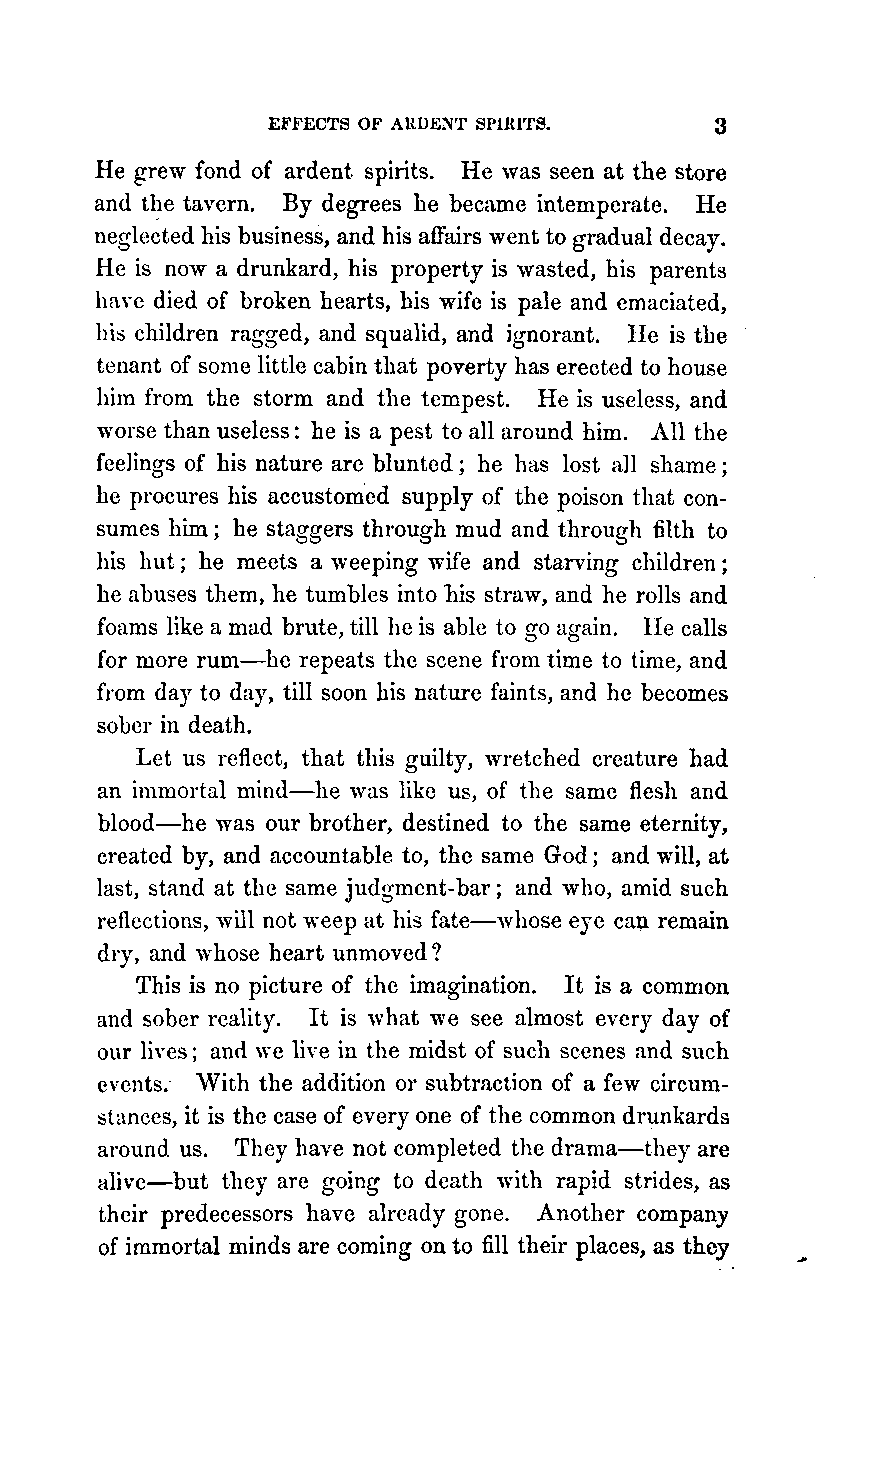 EFFECTS OF ARDENT SPIRITS. 3
He grew fond of ardent spirits. He was seen at the store
and the tavern. By degrees he became intemperate. He
neglected his business, and his affairs went to gradual decay.
He is now a drunkard, his property is wasted, his parents
have died of broken hearts, his wife is pale and emaciated,
his children ragged, and squalid, and ignorant. He is the
tenant of some little cabin that poverty has erected to house
him from the storm and the tempest. He is useless, and
worse than useless: he is a pest to all around him. All the
feelings of his nature are blunted; he has lost all shame;
he procures his accustomed supply of the poison that con-
sumes him; he staggers through mud and through filth to
his hut; he meets a weeping wife and starving children;
he abuses them, he tumbles into his straw, and he rolls and
foams like a mad brute, till he is able to go again. He calls
for more rum—he repeats the scene from time to time, and
from day to day, till soon his nature faints, and he becomes
sober in death.
Let us reflect, that this guilty, wretched creature had
an immortal mind—he was like us, of the same flesh and
blood—he was our brother, destined to the same eternity,
created by, and accountable to, the same God; and will, at
last, stand at the same judgment-bar; and who, amid such
reflections, will not weep at his fate—whose eye can remain
dry, and whose heart unmoved?
This is no picture of the imagination. It is a common
and sober reality. It is what we see almost every day of
our lives; and we live in the midst of such scenes and such
events. With the addition or subtraction of a few circum-
stances, it is the case of every one of the common drunkards
around us. They have not completed the drama—they are
alive—but they are going to death with rapid strides, as
their predecessors have already gone. Another company
of immortal minds are coming on to fill their places, as they